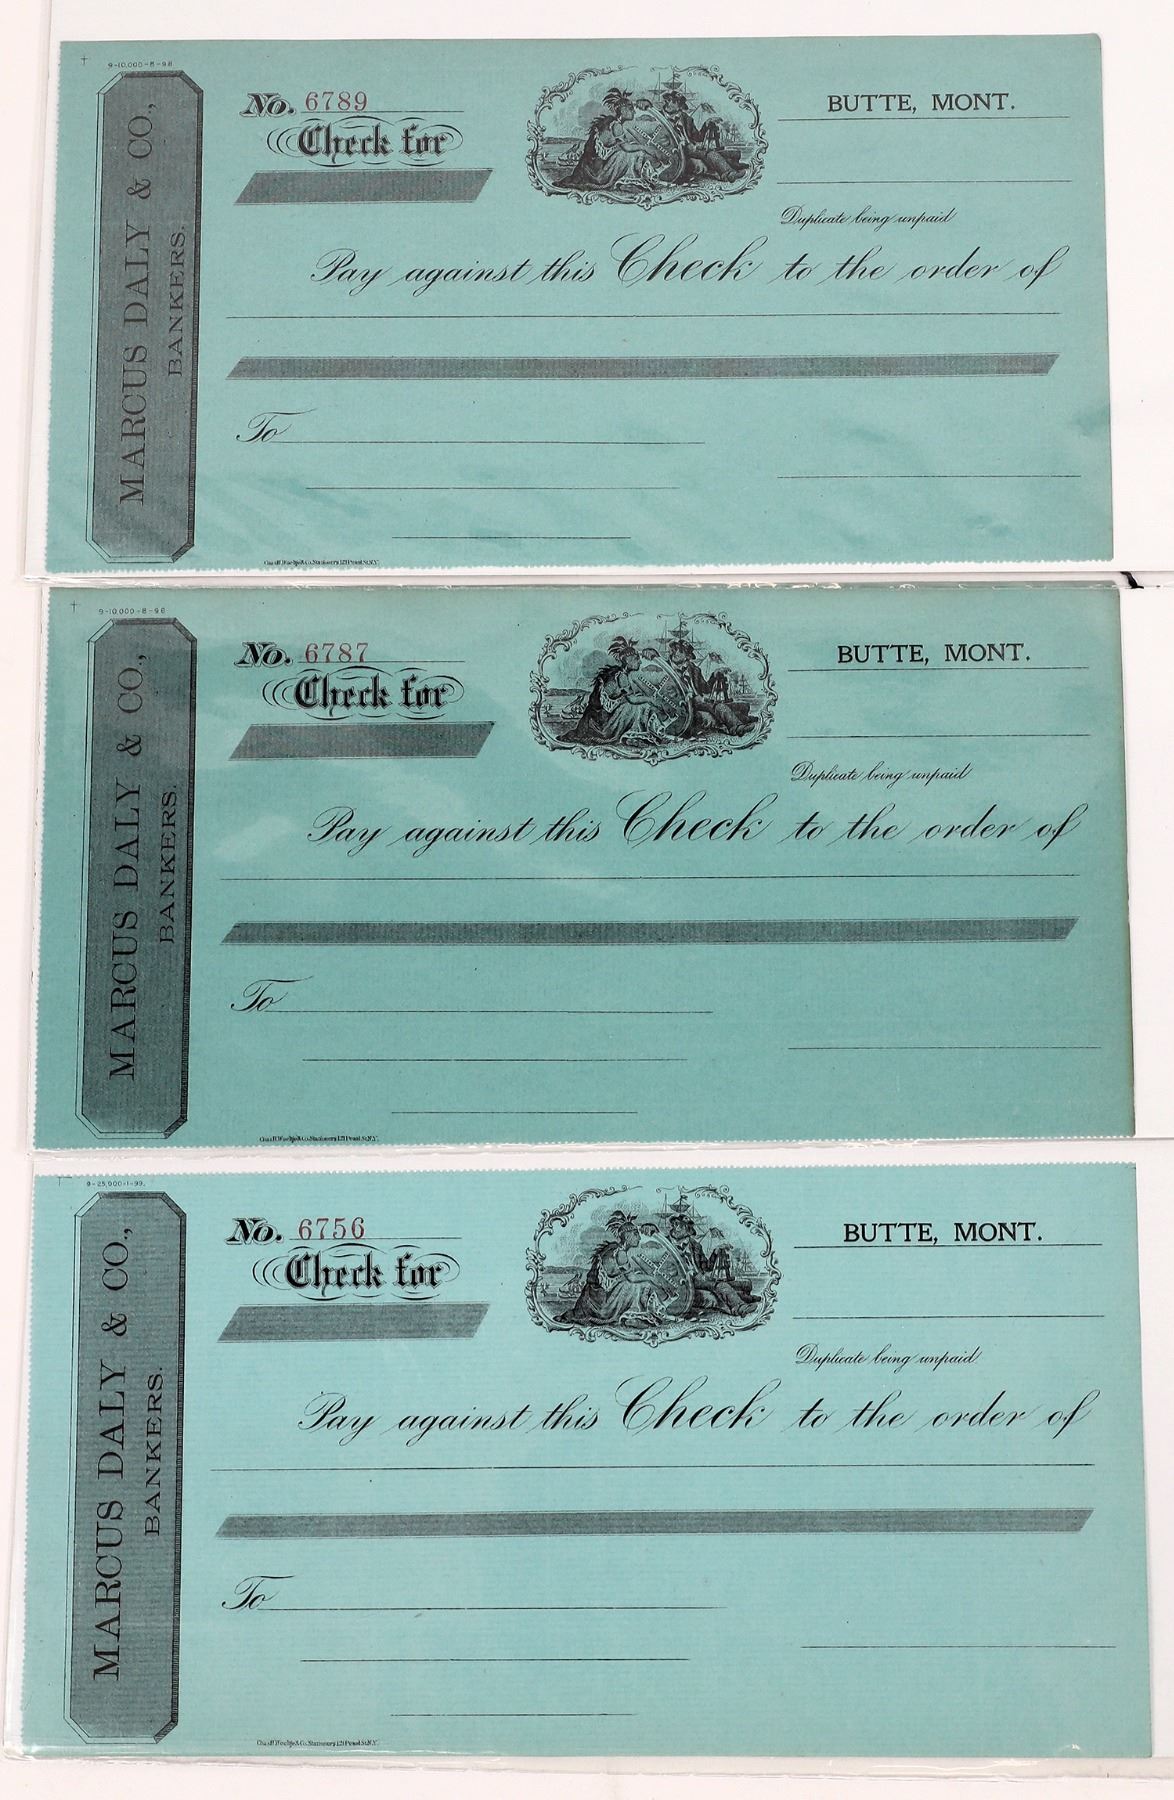 9-10,000-8-98
MARCUS DALY & CO.,
BANKERS.
No. 6789
Check for
BUTTE, MONT.
Duplicate being unpaid
Pay against this Check to the order of
To
9-10,000-8-98
MARCUS DALY & CO.,
BANKERS.
No. 6787
Check for
BUTTE, MONT.
Duplicate being unpaid
Pay against this Check to the order of
To
9-25,000-1-99.
MARCUS DALY & CO.,
BANKERS.
No. 6756
Check for
BUTTE, MONT.
Duplicate being unpaid.
Pay against this Check to the order of
To